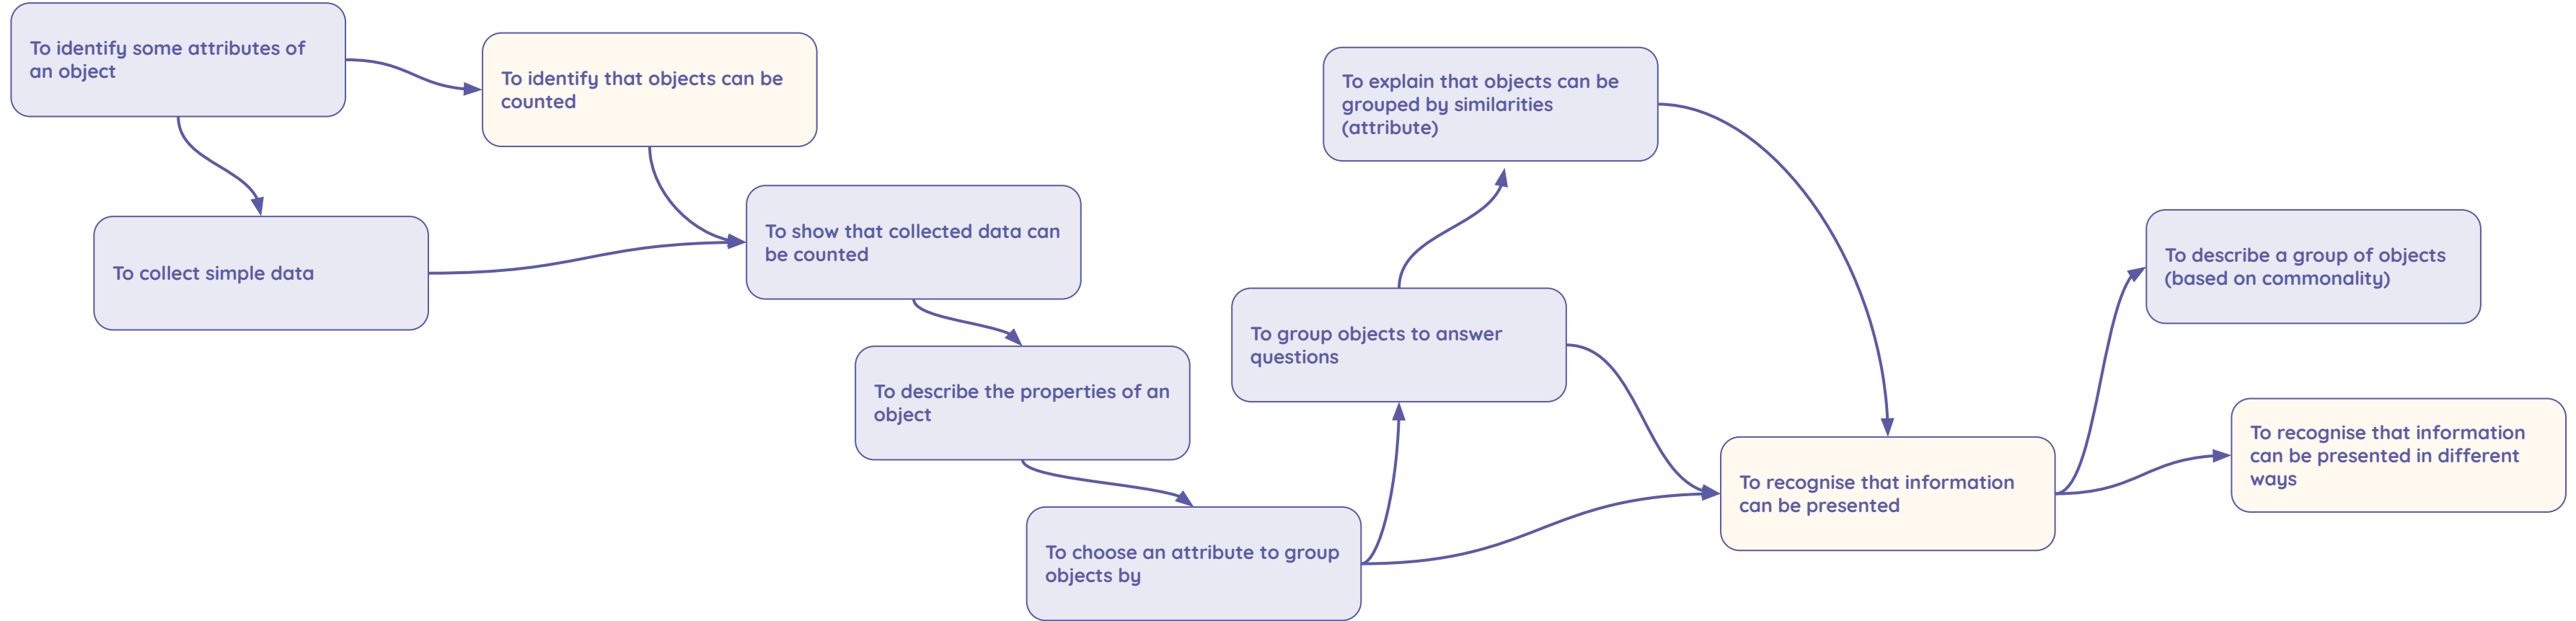 To identify some attributes of
an object
To identify that objects can be
counted
To collect simple data
To show that collected data can
be counted
To describe the properties of an
object
To choose an attribute to group
objects by
To group objects to answer
questions
To explain that objects can be
grouped by similarities
(attribute)
To recognise that information
can be presented
To describe a group of objects
(based on commonality)
To recognise that information
can be presented in different
ways